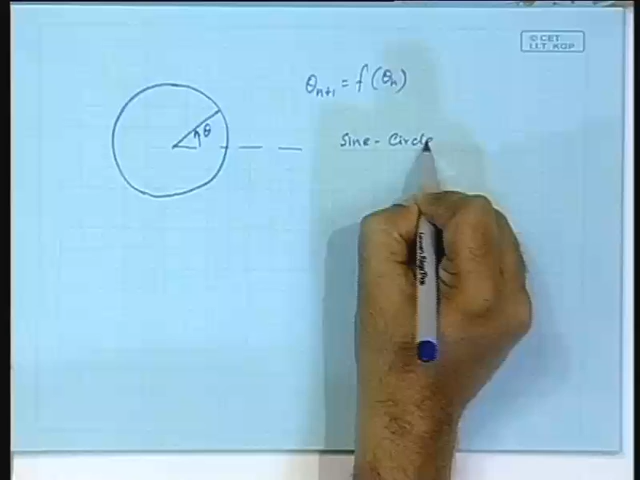 © CET
I.I.T. KGP
θₙ₊₁ = f(θₙ)
θ
Sine - Circle